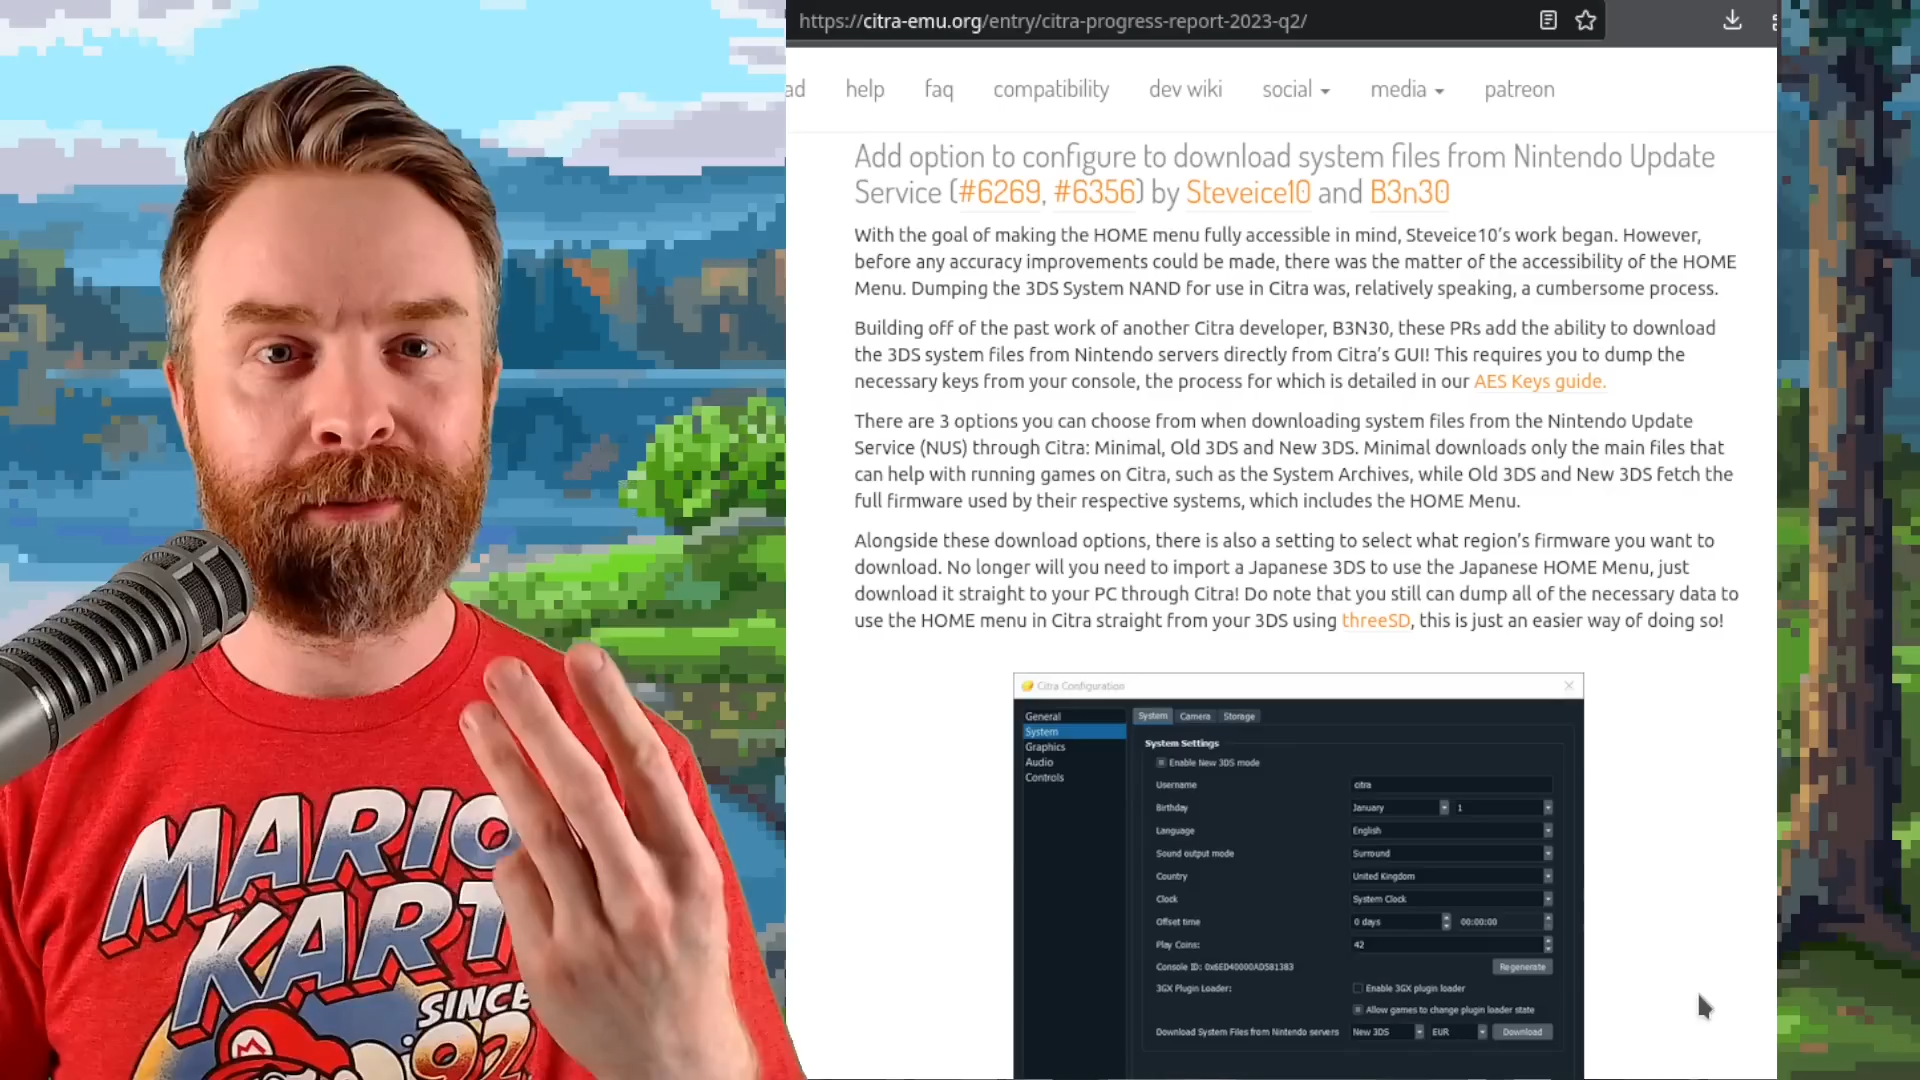 https://citra-emu.org/entry/citra-progress-report-2023-q2/
ad help faq compatibility dev wiki social media patreon
Add option to configure to download system files from Nintendo Update
Service (#6269, #6356) by Steveice10 and B3n30
With the goal of making the HOME menu fully accessible in mind, Steveice10's work began. However,
before any accuracy improvements could be made, there was the matter of the accessibility of the HOME
Menu. Dumping the 3DS System NAND for use in Citra was, relatively speaking, a cumbersome process.
Building off of the past work of another Citra developer, B3N30, these PRs add the ability to download
the 3DS system files from Nintendo servers directly from Citra's GUI! This requires you to dump the
necessary keys from your console, the process for which is detailed in our AES Keys guide.
There are 3 options you can choose from when downloading system files from the Nintendo Update
Service (NUS) through Citra: Minimal, Old 3DS and New 3DS. Minimal downloads only the main files that
can help with running games on Citra, such as the System Archives, while Old 3DS and New 3DS fetch the
full firmware used by their respective systems, which includes the HOME Menu.
Alongside these download options, there is also a setting to select what region's firmware you want to
download. No longer will you need to import a Japanese 3DS to use the Japanese HOME Menu, just
download it straight to your PC through Citra! Do note that you still can dump all of the necessary data to
use the HOME menu in Citra straight from your 3DS using threeSD, this is just an easier way of doing so!
Citra Configuration
General
System
Graphics
Audio
Controls
System Camera Storage
System Settings
Enable New 3DS mode
Username citra
Birthday January 1
Language English
Sound output mode Surround
Country United Kingdom
Clock System Clock
Offset time 0 days 00:00:00
Play Coins: 42
Console ID: 0x6ED40000AD581383 Regenerate
3GX Plugin Loader: Enable 3GX plugin loader
Allow games to change plugin loader state
Download System Files from Nintendo servers New 3DS EUR Download
MARIO
KART
SINCE
92
M